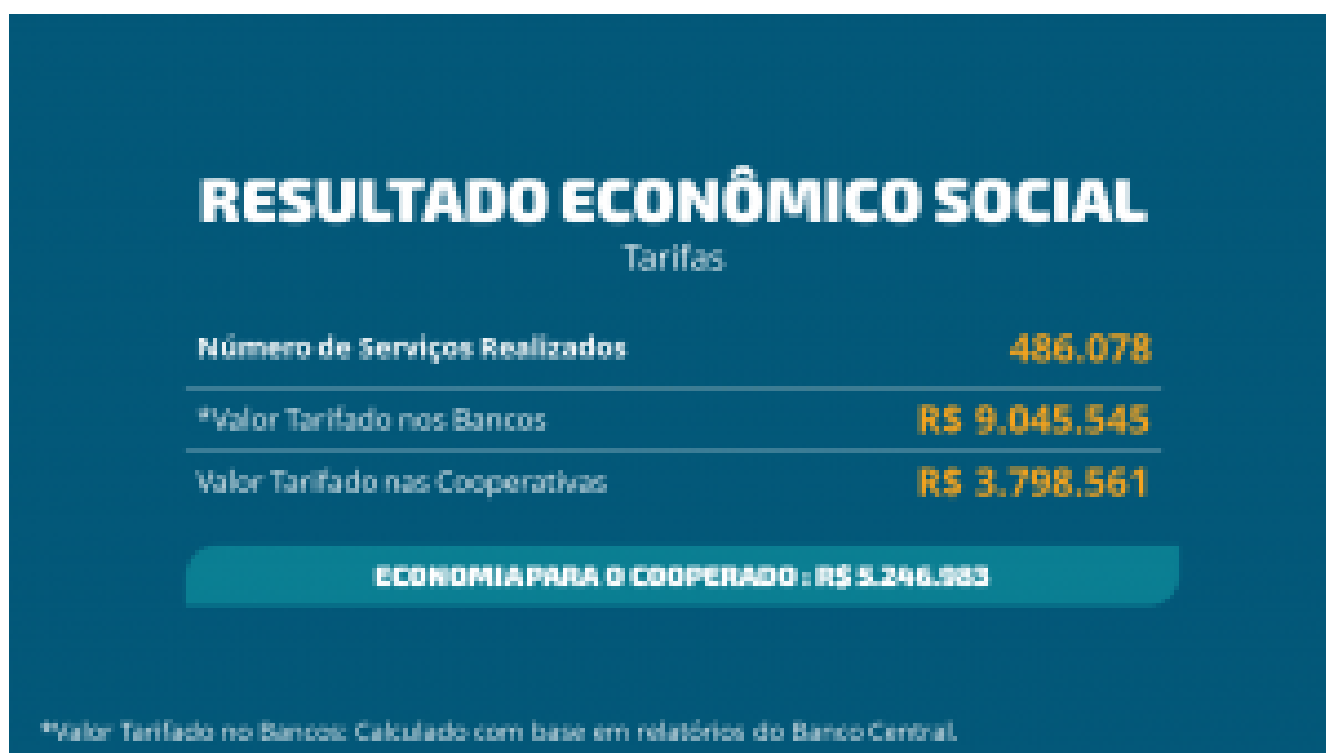 RESULTADO ECONÔMICO SOCIAL
Tarifas
Número de Serviços Realizados 486.078
*Valor Tarifado nos Bancos R$ 9.045.545
Valor Tarifado nas Cooperativas R$ 3.798.561
ECONOMIA PARA O COOPERADO : R$ 5.246.983
*Valor Tarifado no Bancos: Calculado com base em relatórios do Banco Central.